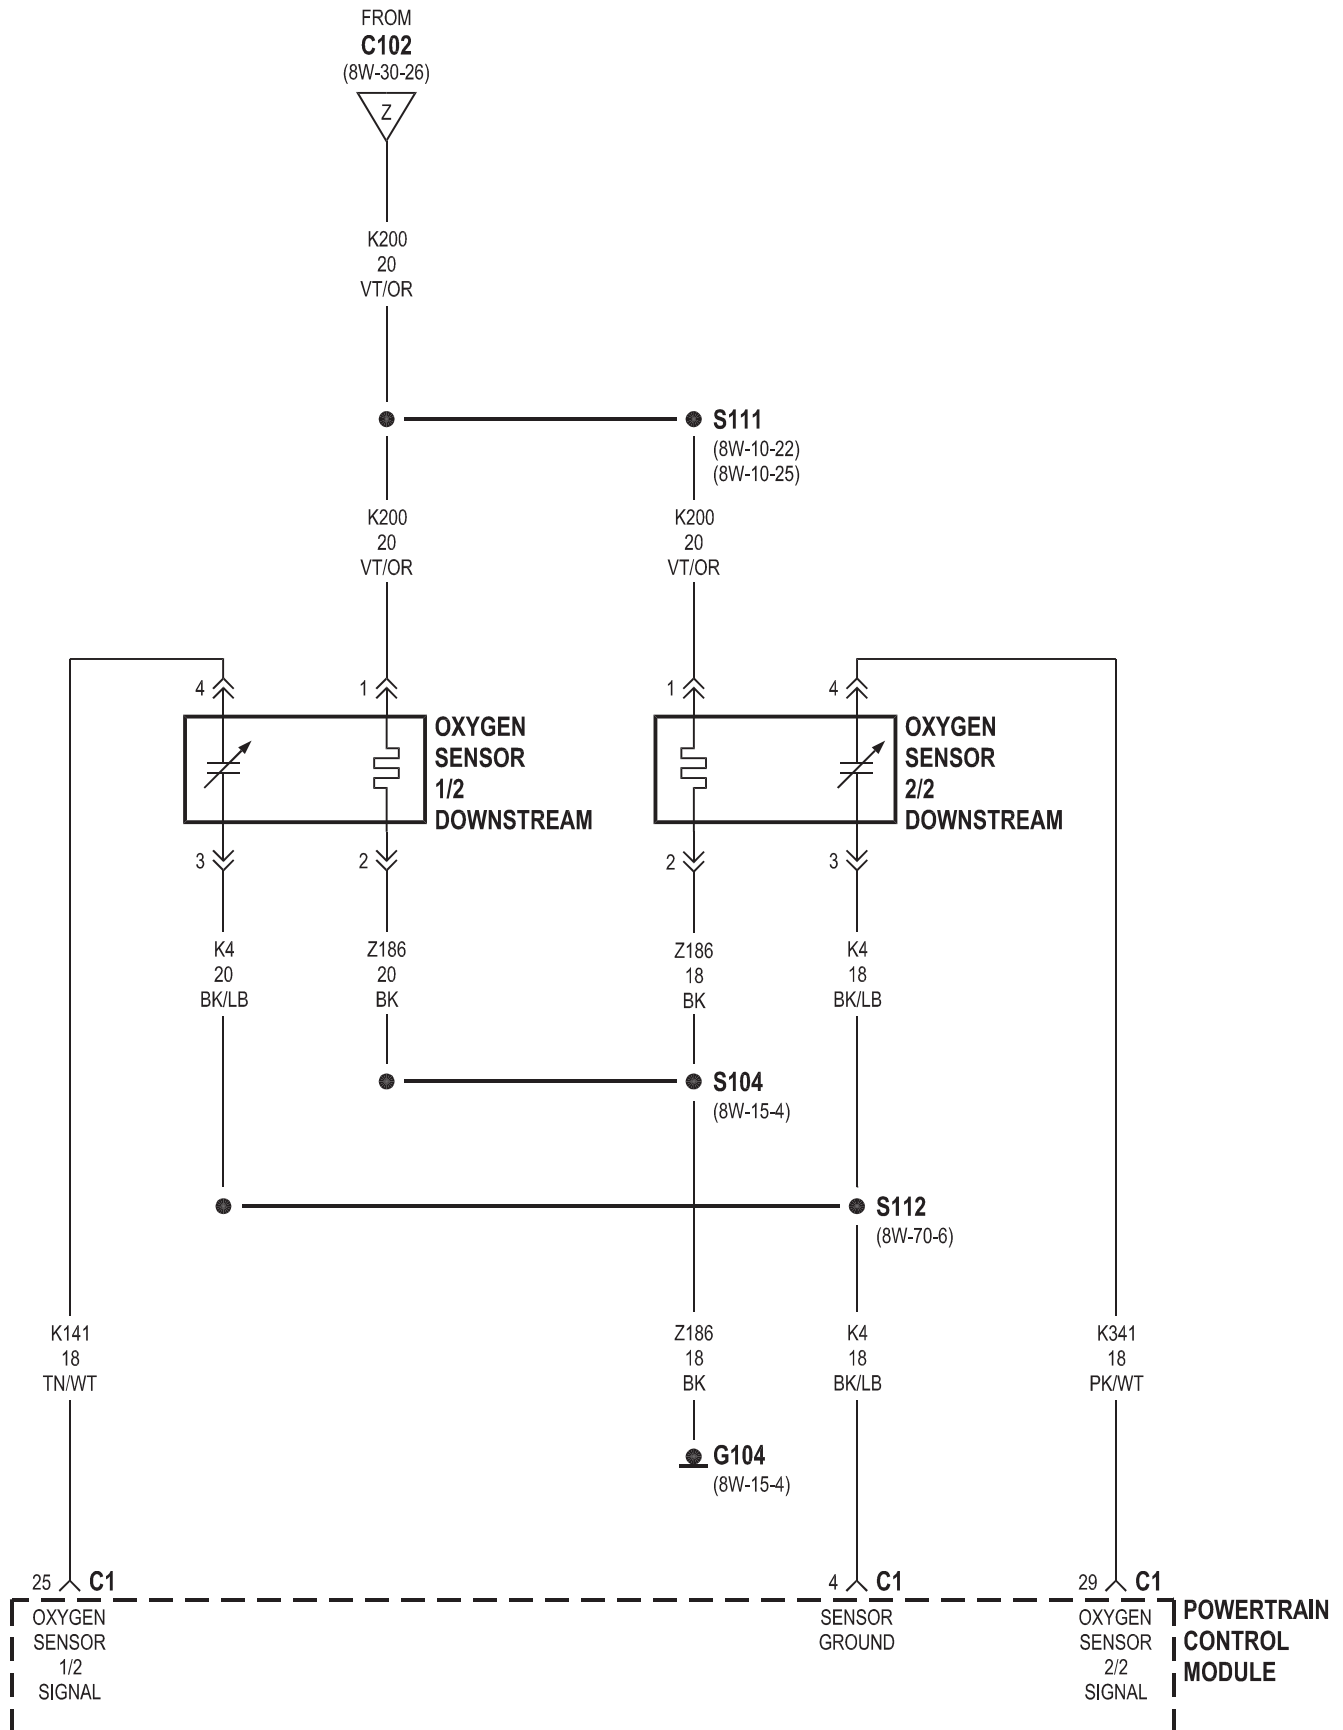 FROM
C102
(8W-30-26)
Z
K200
20
VT/OR
S111
(8W-10-22)
(8W-10-25)
K200
20
VT/OR
K200
20
VT/OR
4
1
1
4
OXYGEN
SENSOR
1/2
DOWNSTREAM
OXYGEN
SENSOR
2/2
DOWNSTREAM
3
2
2
3
K4
20
BK/LB
Z186
20
BK
Z186
18
BK
K4
18
BK/LB
S104
(8W-15-4)
S112
(8W-70-6)
K141
18
TN/WT
Z186
18
BK
K4
18
BK/LB
K341
18
PK/WT
G104
(8W-15-4)
25 C1
4 C1
29 C1
OXYGEN
SENSOR
1/2
SIGNAL
SENSOR
GROUND
OXYGEN
SENSOR
2/2
SIGNAL
POWERTRAIN
CONTROL
MODULE